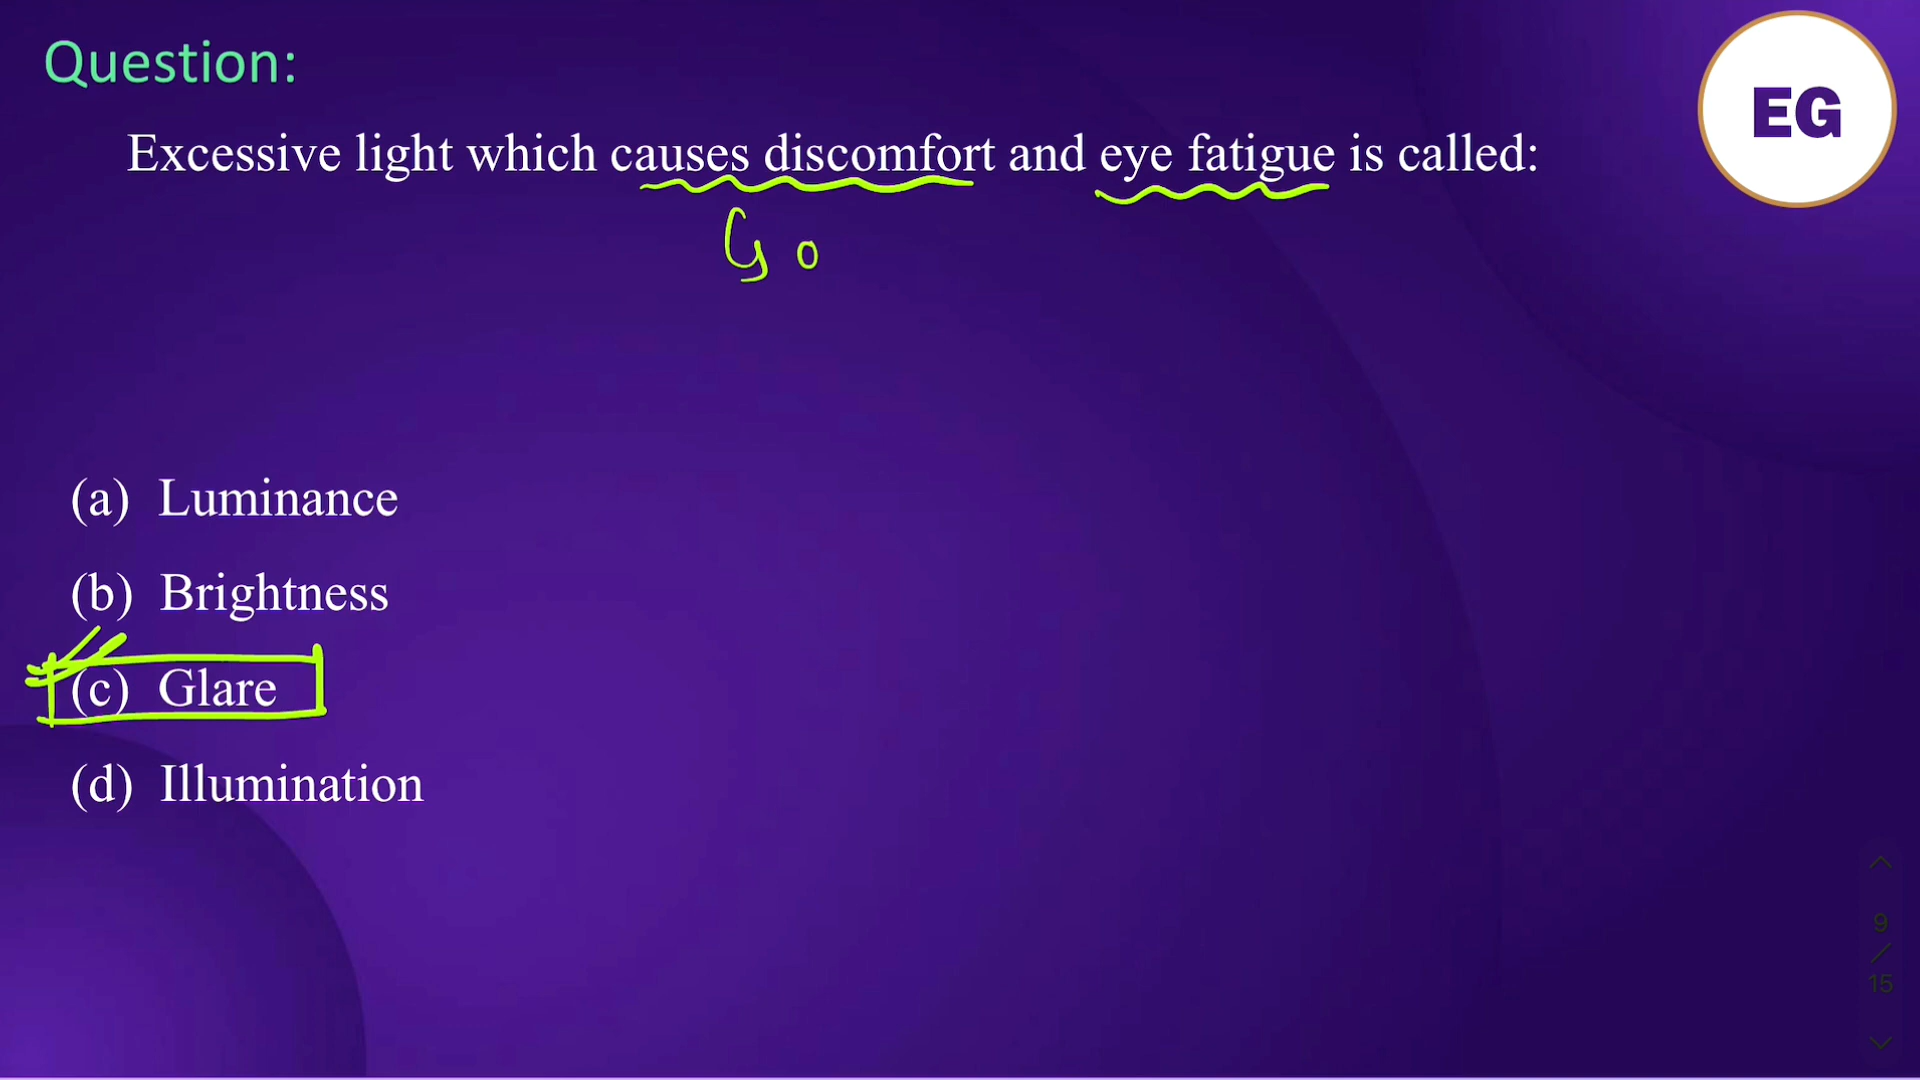 Question:
EG
Excessive light which causes discomfort and eye fatigue is called:
G o
(a) Luminance
(b) Brightness
(c) Glare
(d) Illumination
9
/
15